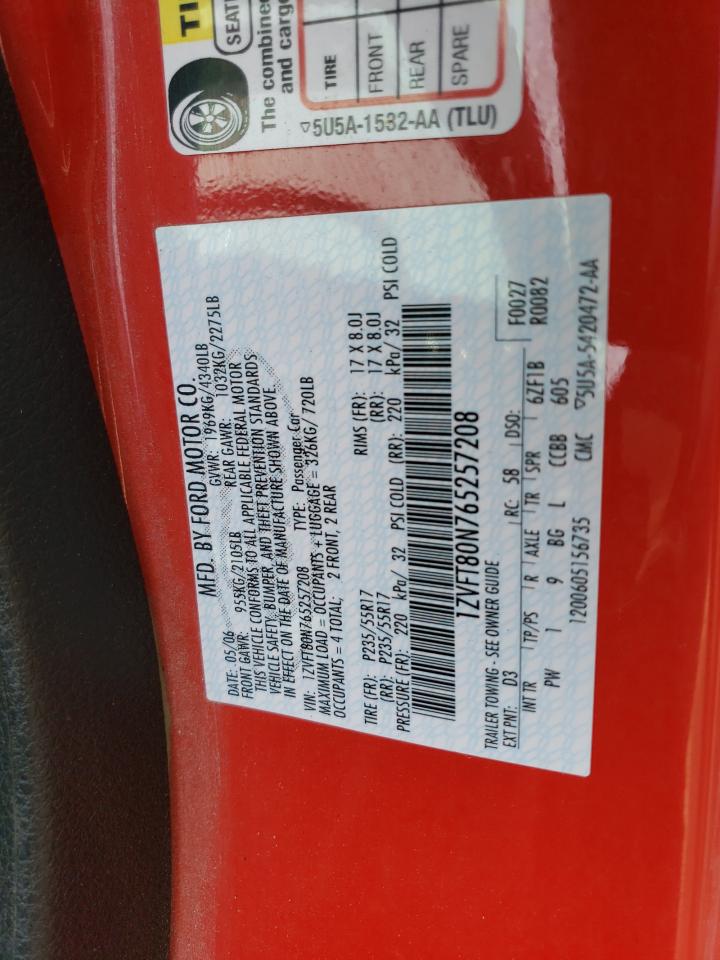 TI
SEATI
The combine
and cargo
TIRE
FRONT
REAR
SPARE
▽5U5A-1532-AA (TLU)
MFD. BY FORD MOTOR CO.
DATE: 05/06 GVWR: 1969KG/4340LB
FRONT GAWR: 955KG/2105LB REAR GAWR: 1032KG/2275LB
THIS VEHICLE CONFORMS TO ALL APPLICABLE FEDERAL MOTOR
VEHICLE SAFETY, BUMPER, AND THEFT PREVENTION STANDARDS
IN EFFECT ON THE DATE OF MANUFACTURE SHOWN ABOVE.
VIN: 1ZVFT80N765257208 TYPE: Passenger Car
MAXIMUM LOAD = OCCUPANTS + LUGGAGE = 326KG/ 720LB
OCCUPANTS = 4 TOTAL; 2 FRONT, 2 REAR
TIRE (FR): P235/55R17 RIMS (FR): 17 X 8.0J
(RR): P235/55R17 (RR): 17 X 8.0J
PRESSURE (FR): 220 kPa/ 32 PSI COLD (RR): 220 kPa/ 32 PSI COLD
1ZVFT80N765257208
TRAILER TOWING - SEE OWNER GUIDE
EXT PNT: D3 RC: 58 DSO: F0027
R0082
INT TR TP/PS R AXLE TR SPR 6ZF1B
PW 1 9 BG L CCBB 605
1200605156735 CMC ▽5U5A-5420472-AA